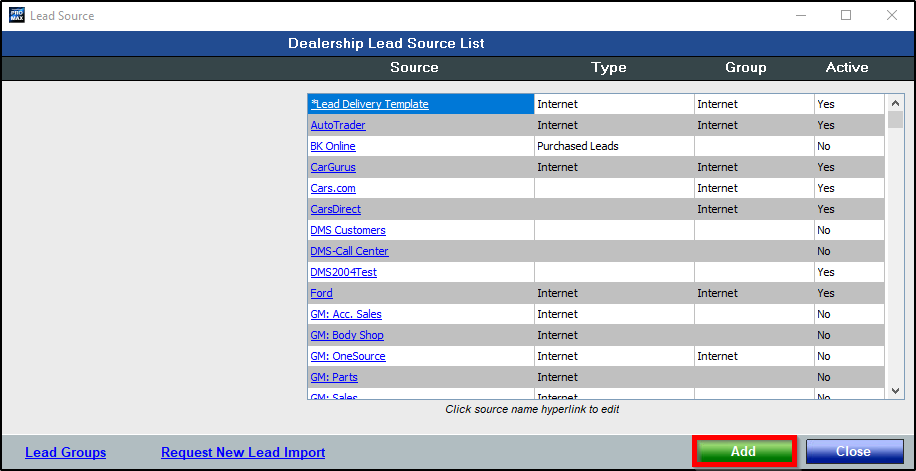 PRO MAX Lead Source
Dealership Lead Source List
Source Type Group Active
*Lead Delivery Template Internet Internet Yes
AutoTrader Internet Internet Yes
BK Online Purchased Leads No
CarGurus Internet Internet Yes
Cars.com Internet Yes
CarsDirect Internet Yes
DMS Customers No
DMS-Call Center No
DMS2004Test Yes
Ford Internet Internet Yes
GM: Acc. Sales Internet No
GM: Body Shop Internet No
GM: OneSource Internet Internet No
GM: Parts Internet No
GM: Sales Internet No
Click source name hyperlink to edit
Lead Groups Request New Lead Import Add Close